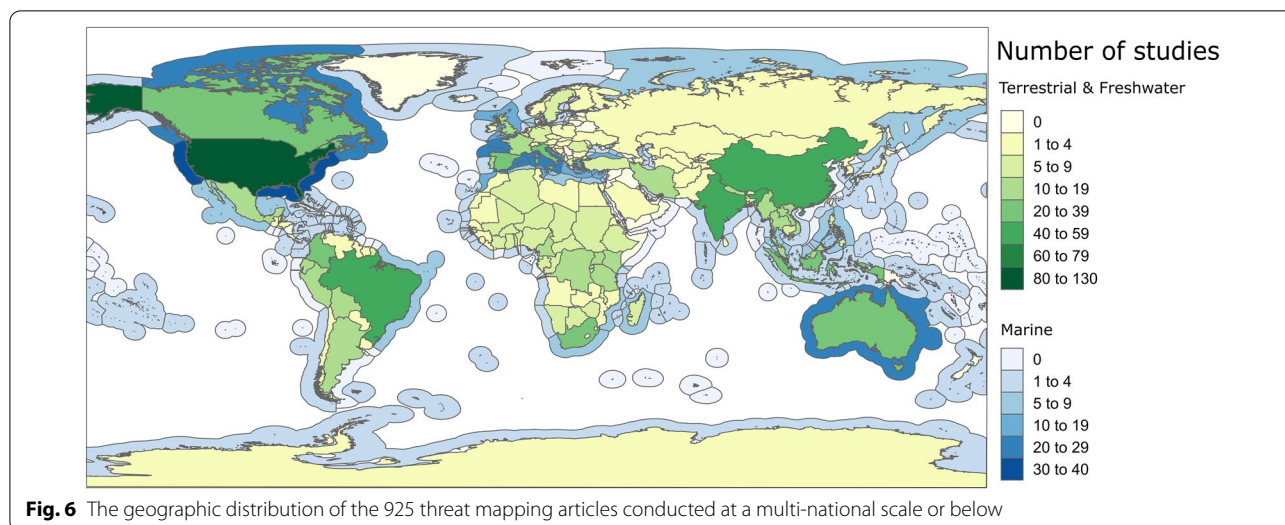 Number of studies
Terrestrial & Freshwater
0
1 to 4
5 to 9
10 to 19
20 to 39
40 to 59
60 to 79
80 to 130
Marine
0
1 to 4
5 to 9
10 to 19
20 to 29
30 to 40
Fig. 6 The geographic distribution of the 925 threat mapping articles conducted at a multi-national scale or below